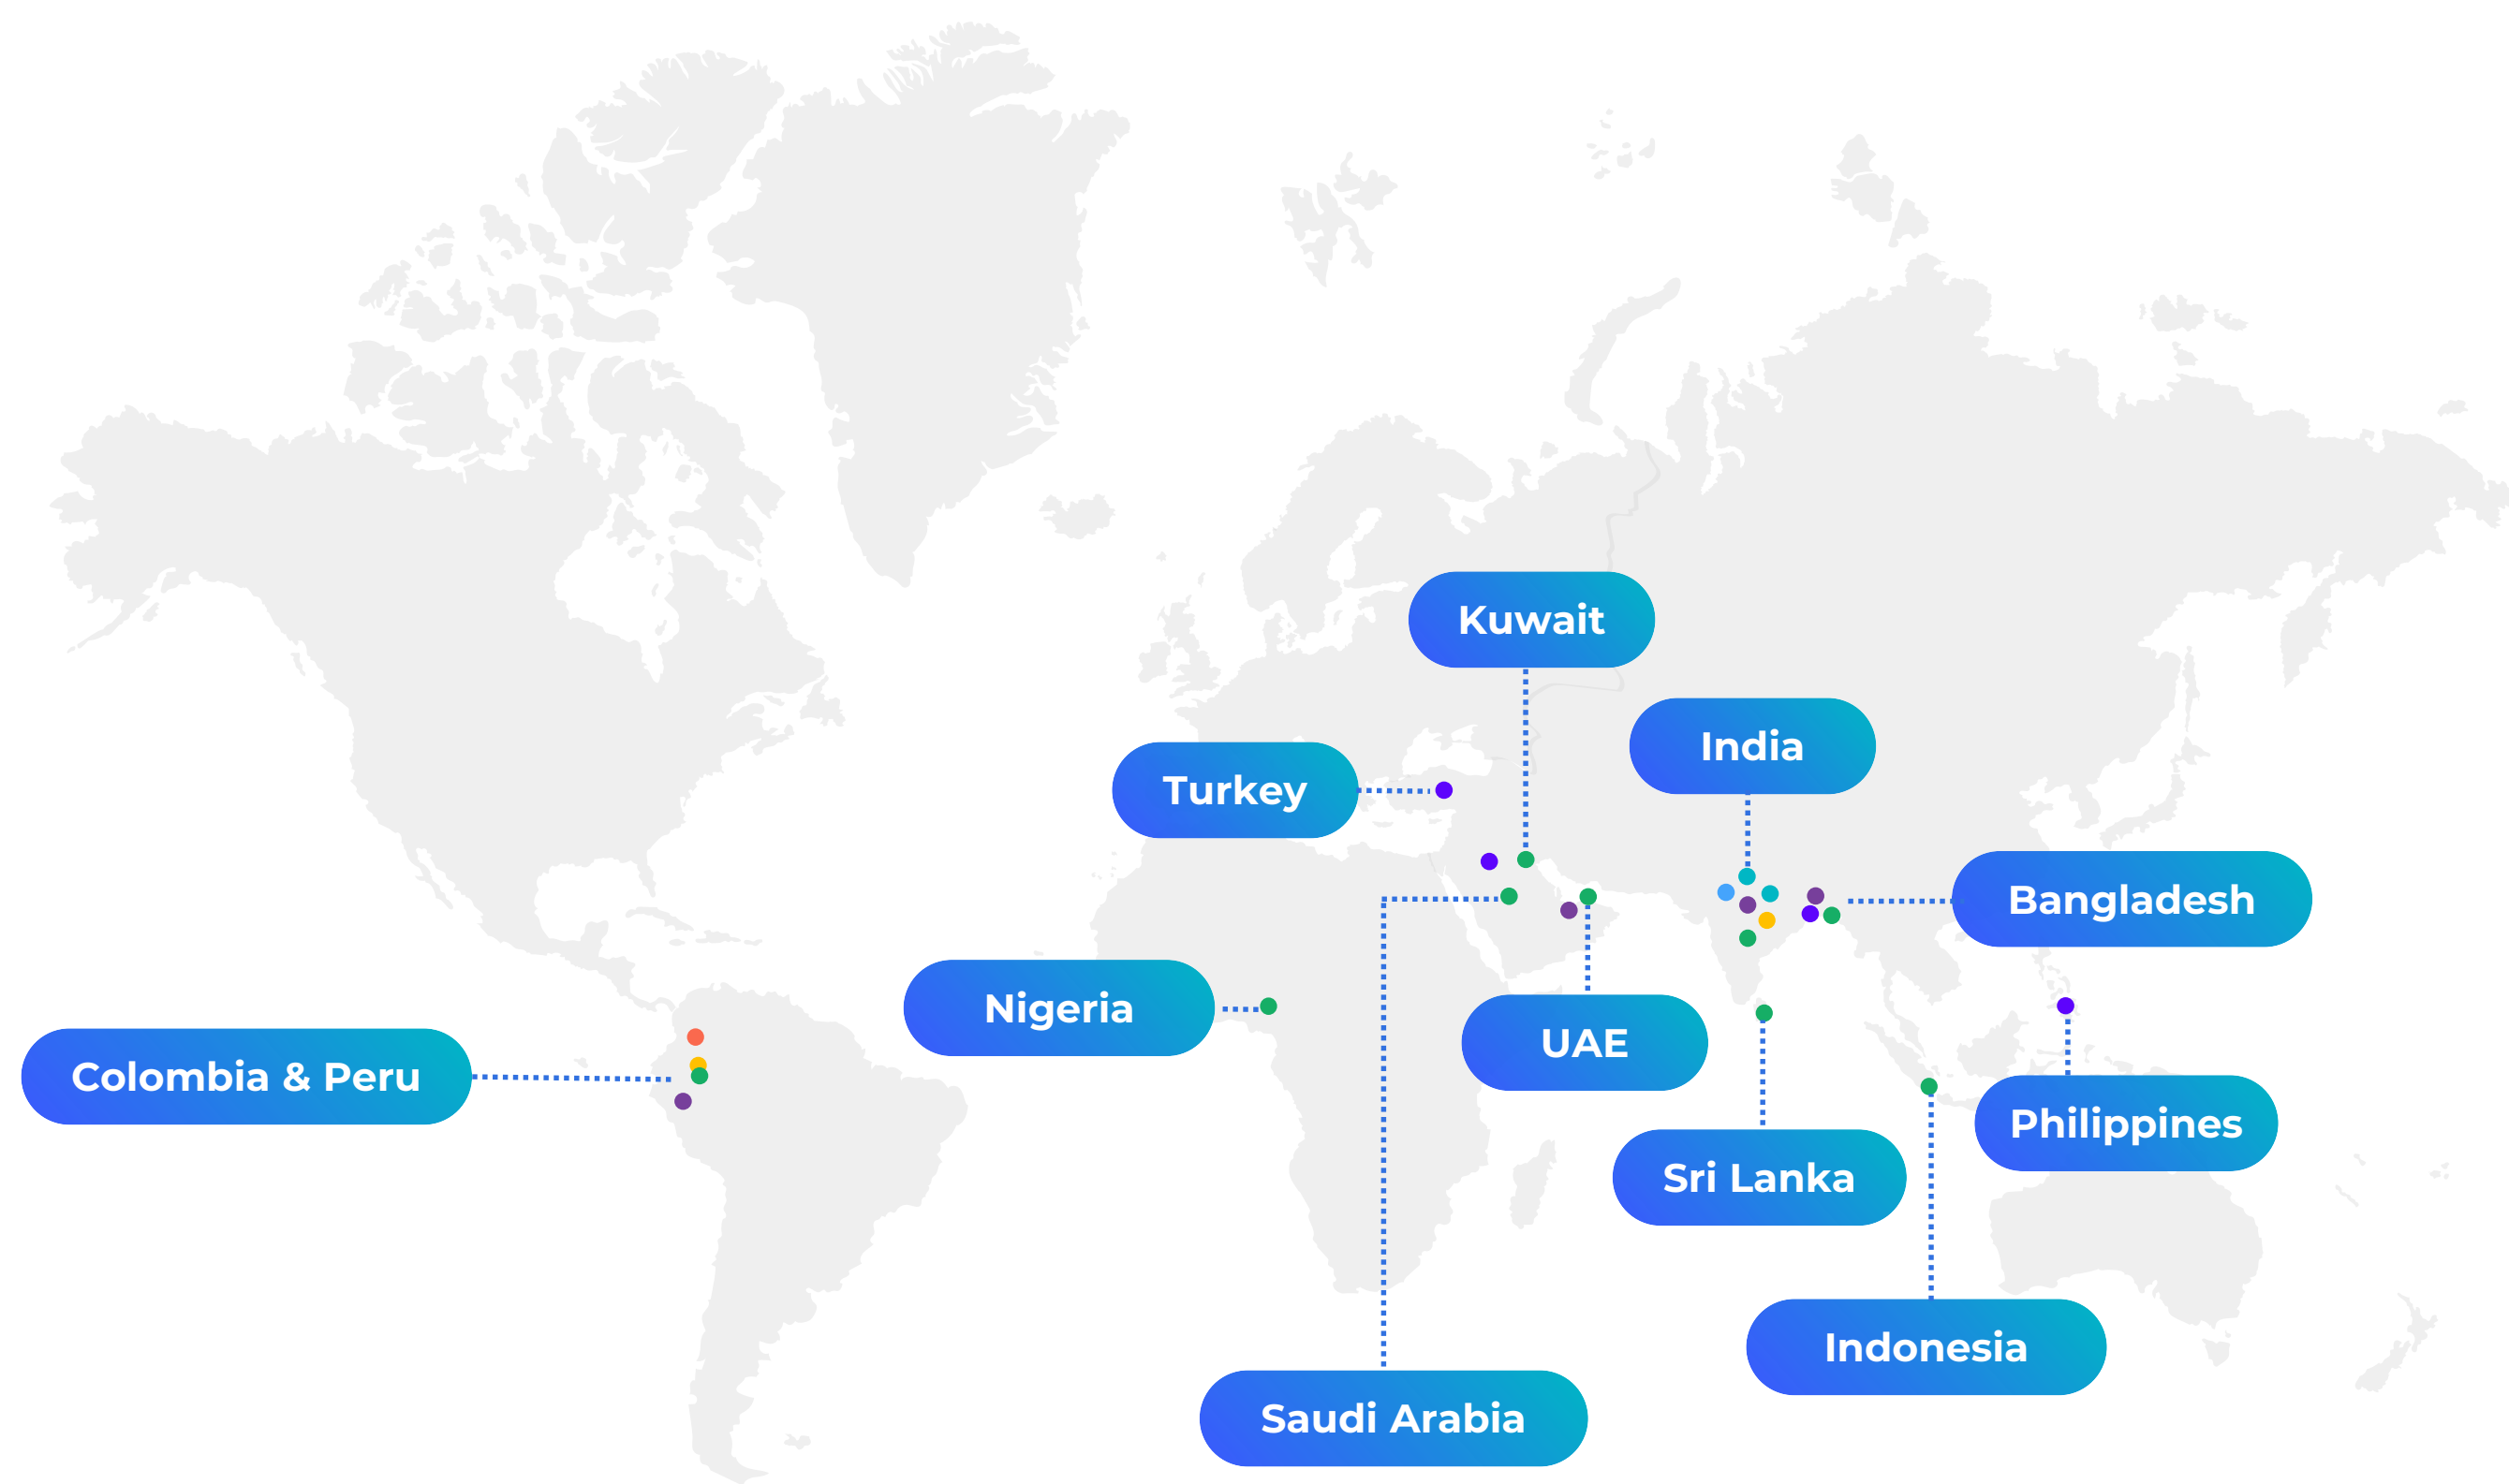 Kuwait
India
Turkey
Bangladesh
Nigeria
UAE
Colombia & Peru
Philippines
Sri Lanka
Indonesia
Saudi Arabia